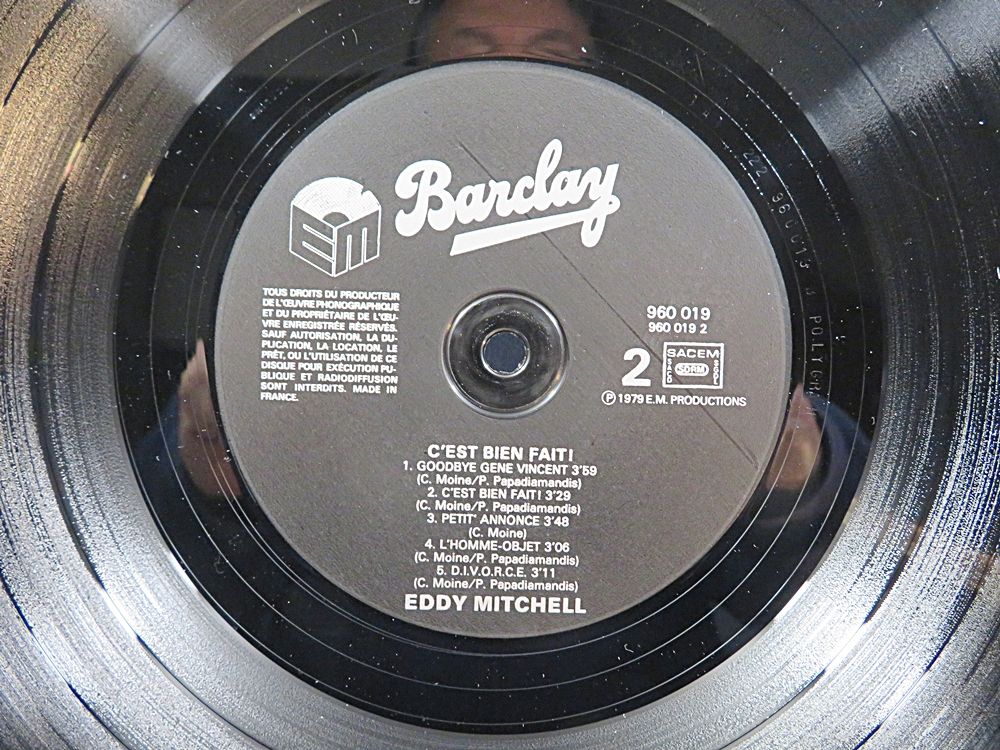 Barclay
EM
TOUS DROITS DU PRODUCTEUR
DE L'ŒUVRE PHONOGRAPHIQUE
ET DU PROPRIÉTAIRE DE L'ŒU-
VRE ENREGISTRÉE RÉSERVÉS.
SAUF AUTORISATION, LA DU-
PLICATION, LA LOCATION, LE
PRÊT, OU L'UTILISATION DE CE
DISQUE POUR EXÉCUTION PU-
BLIQUE ET RADIODIFFUSION
SONT INTERDITS. MADE IN
FRANCE.
960 019
960 019 2
2
SACEM
SACD
SDRM
SGDL
℗ 1979 E.M. PRODUCTIONS
C'EST BIEN FAIT!
1. GOODBYE GENE VINCENT 3'59
(C. Moine/P. Papadiamandis)
2. C'EST BIEN FAIT! 3'29
(C. Moine/P. Papadiamandis)
3. PETIT' ANNONCE 3'48
(C. Moine)
4. L'HOMME-OBJET 3'06
(C. Moine/P. Papadiamandis)
5. D.I.V.O.R.C.E. 3'11
(C. Moine/P. Papadiamandis)
EDDY MITCHELL